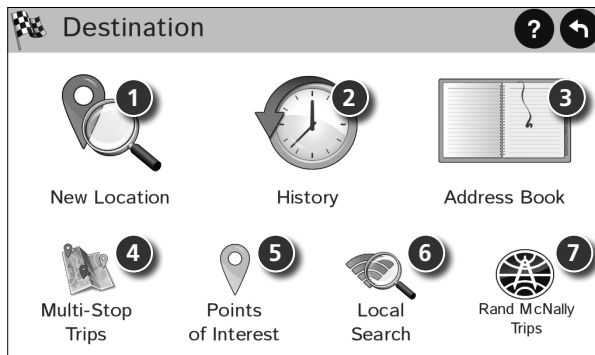 Destination
?
1
2
3
New Location
History
Address Book
4
5
6
7
Multi-Stop
Trips
Points
of Interest
Local
Search
Rand McNally
Trips